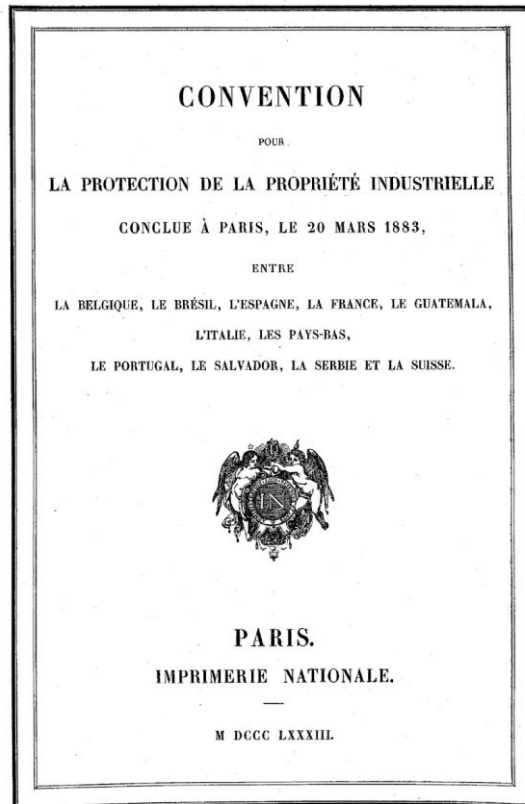 CONVENTION
POUR
LA PROTECTION DE LA PROPRIÉTÉ INDUSTRIELLE
CONCLUE À PARIS, LE 20 MARS 1883,
ENTRE
LA BELGIQUE, LE BRÉSIL, L'ESPAGNE, LA FRANCE, LE GUATEMALA,
L'ITALIE, LES PAYS-BAS,
LE PORTUGAL, LE SALVADOR, LA SERBIE ET LA SUISSE.
IN
PARIS.
IMPRIMERIE NATIONALE.
M DCCC LXXXIII.